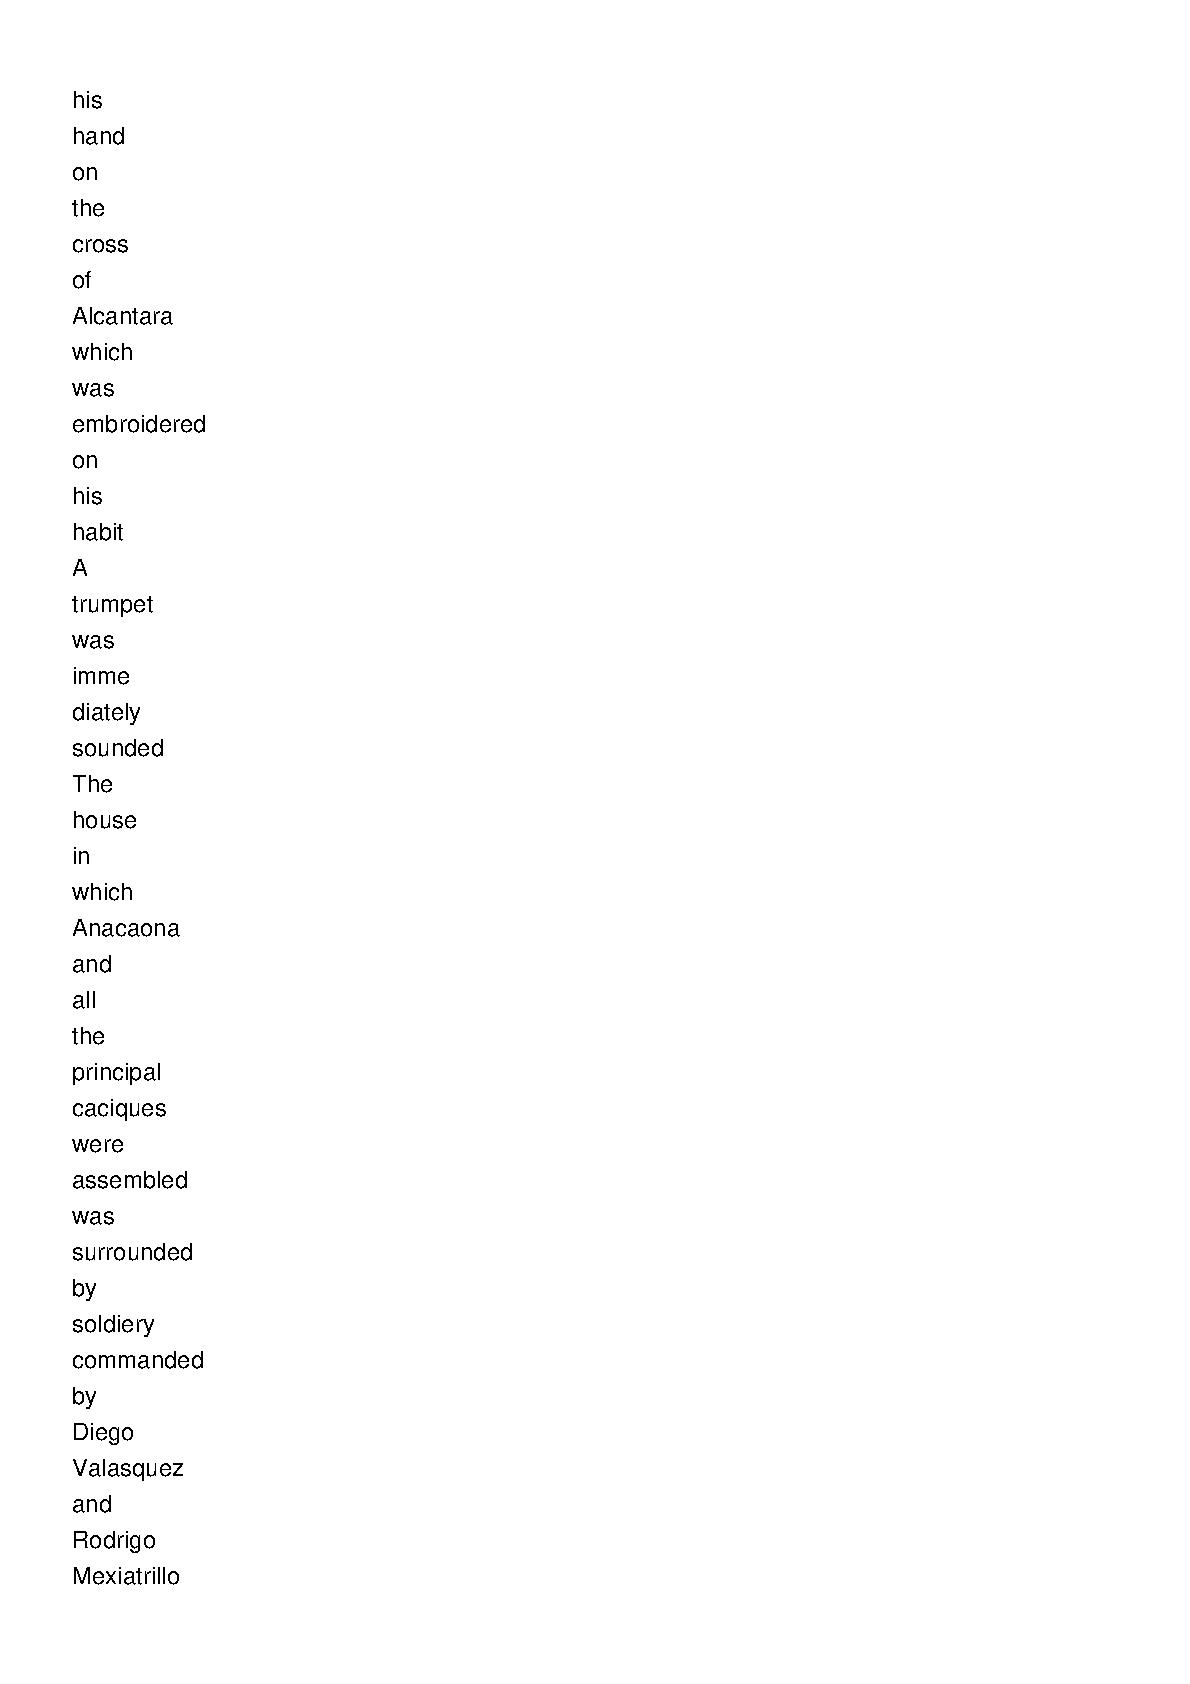 his
hand
on
the
cross
of
Alcantara
which
was
embroidered
on
his
habit
A
trumpet
was
imme
diately
sounded
The
house
in
which
Anacaona
and
all
the
principal
caciques
were
assembled
was
surrounded
by
soldiery
commanded
by
Diego
Valasquez
and
Rodrigo
Mexiatrillo